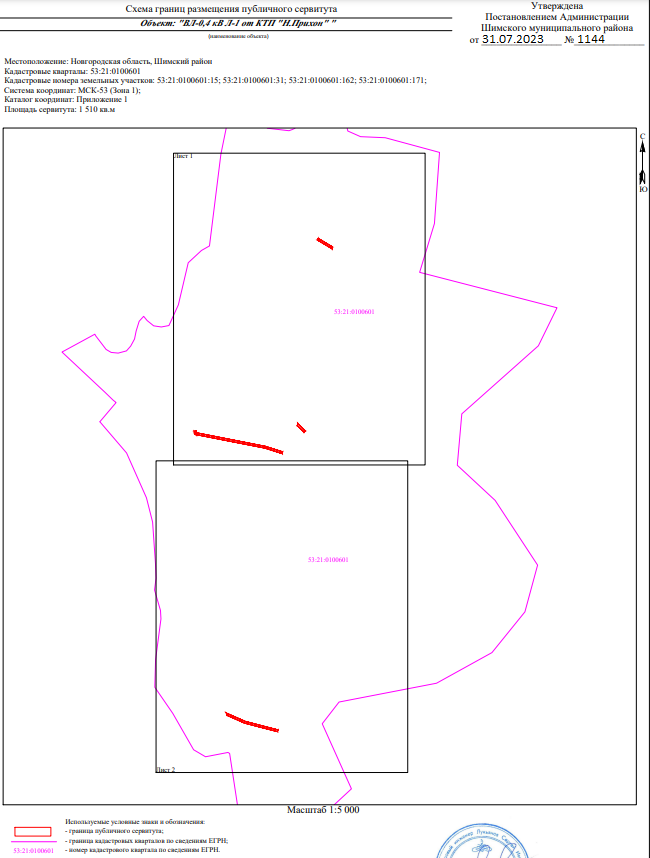 Схема границ размещения публичного сервитута
Объект: "ВЛ-0,4 кВ Л-1 от КТП "Н.Прихон" "
(наименование объекта)
Утверждена
Постановлением Администрации
Шимского муниципального района
от 31.07.2023 № 1144
Местоположение: Новгородская область, Шимский район
Кадастровые кварталы: 53:21:0100601
Кадастровые номера земельных участков: 53:21:0100601:15; 53:21:0100601:31; 53:21:0100601:162; 53:21:0100601:171;
Система координат: МСК-53 (Зона 1);
Каталог координат: Приложение 1
Площадь сервитута: 1 510 кв.м
С
Ю
Лист 1
53:21:0100601
53:21:0100601
Лист 2
Масштаб 1:5 000
Используемые условные знаки и обозначения:
- граница публичного сервитута;
- граница кадастровых кварталов по сведениям ЕГРН;
53:21:0100601 - номер кадастрового квартала по сведениям ЕГРН.